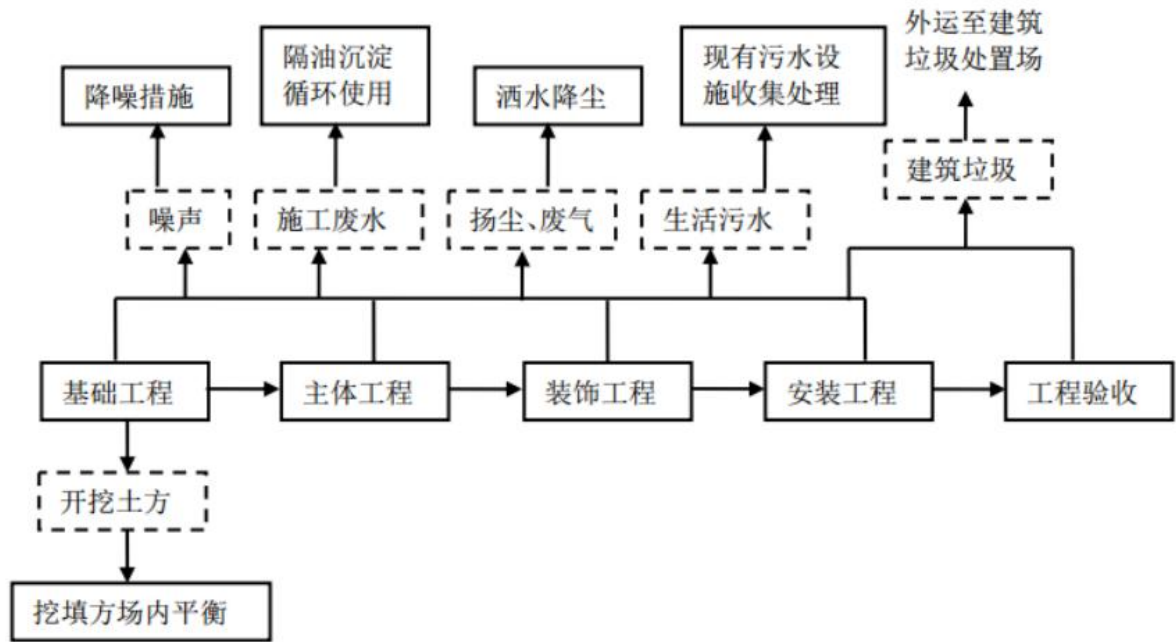 外运至建筑
垃圾处置场
隔油沉淀
循环使用
现有污水设
施收集处理
降噪措施
洒水降尘
建筑垃圾
噪声
施工废水
扬尘、废气
生活污水
基础工程
主体工程
装饰工程
安装工程
工程验收
开挖土方
挖填方场内平衡